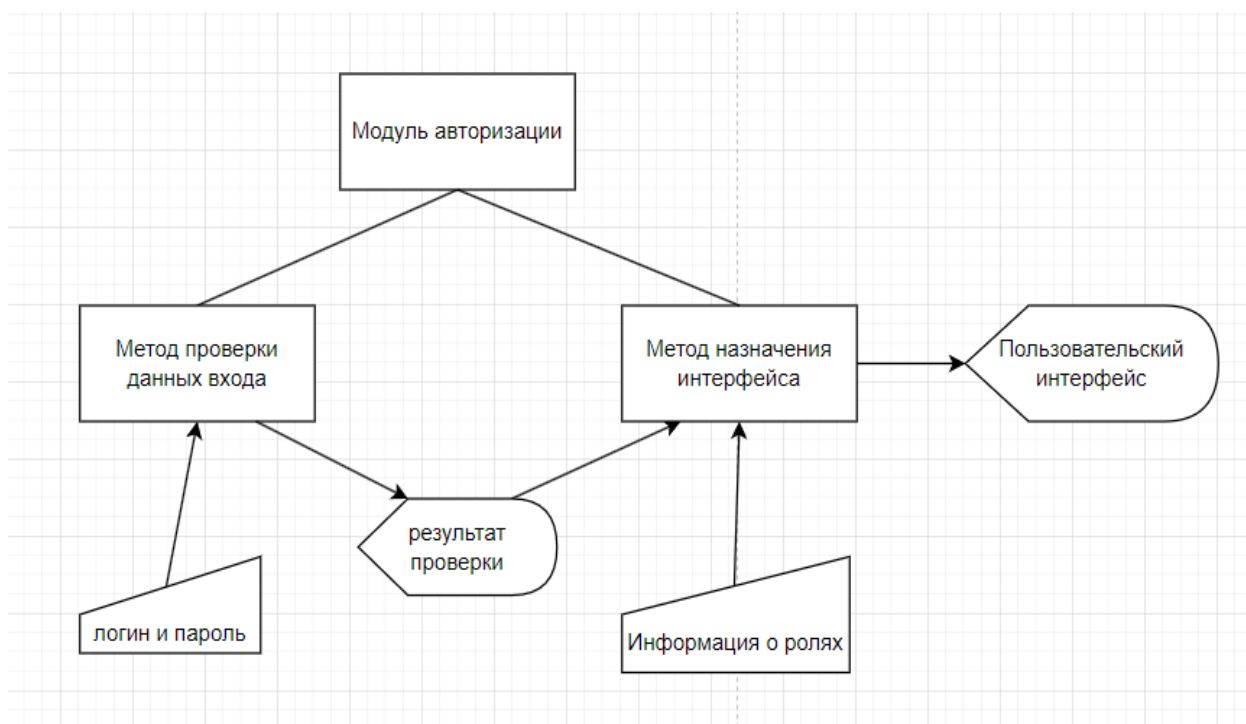 Модуль авторизации
Метод проверки
данных входа
Метод назначения
интерфейса
Пользовательский
интерфейс
результат
проверки
логин и пароль
Информация о ролях